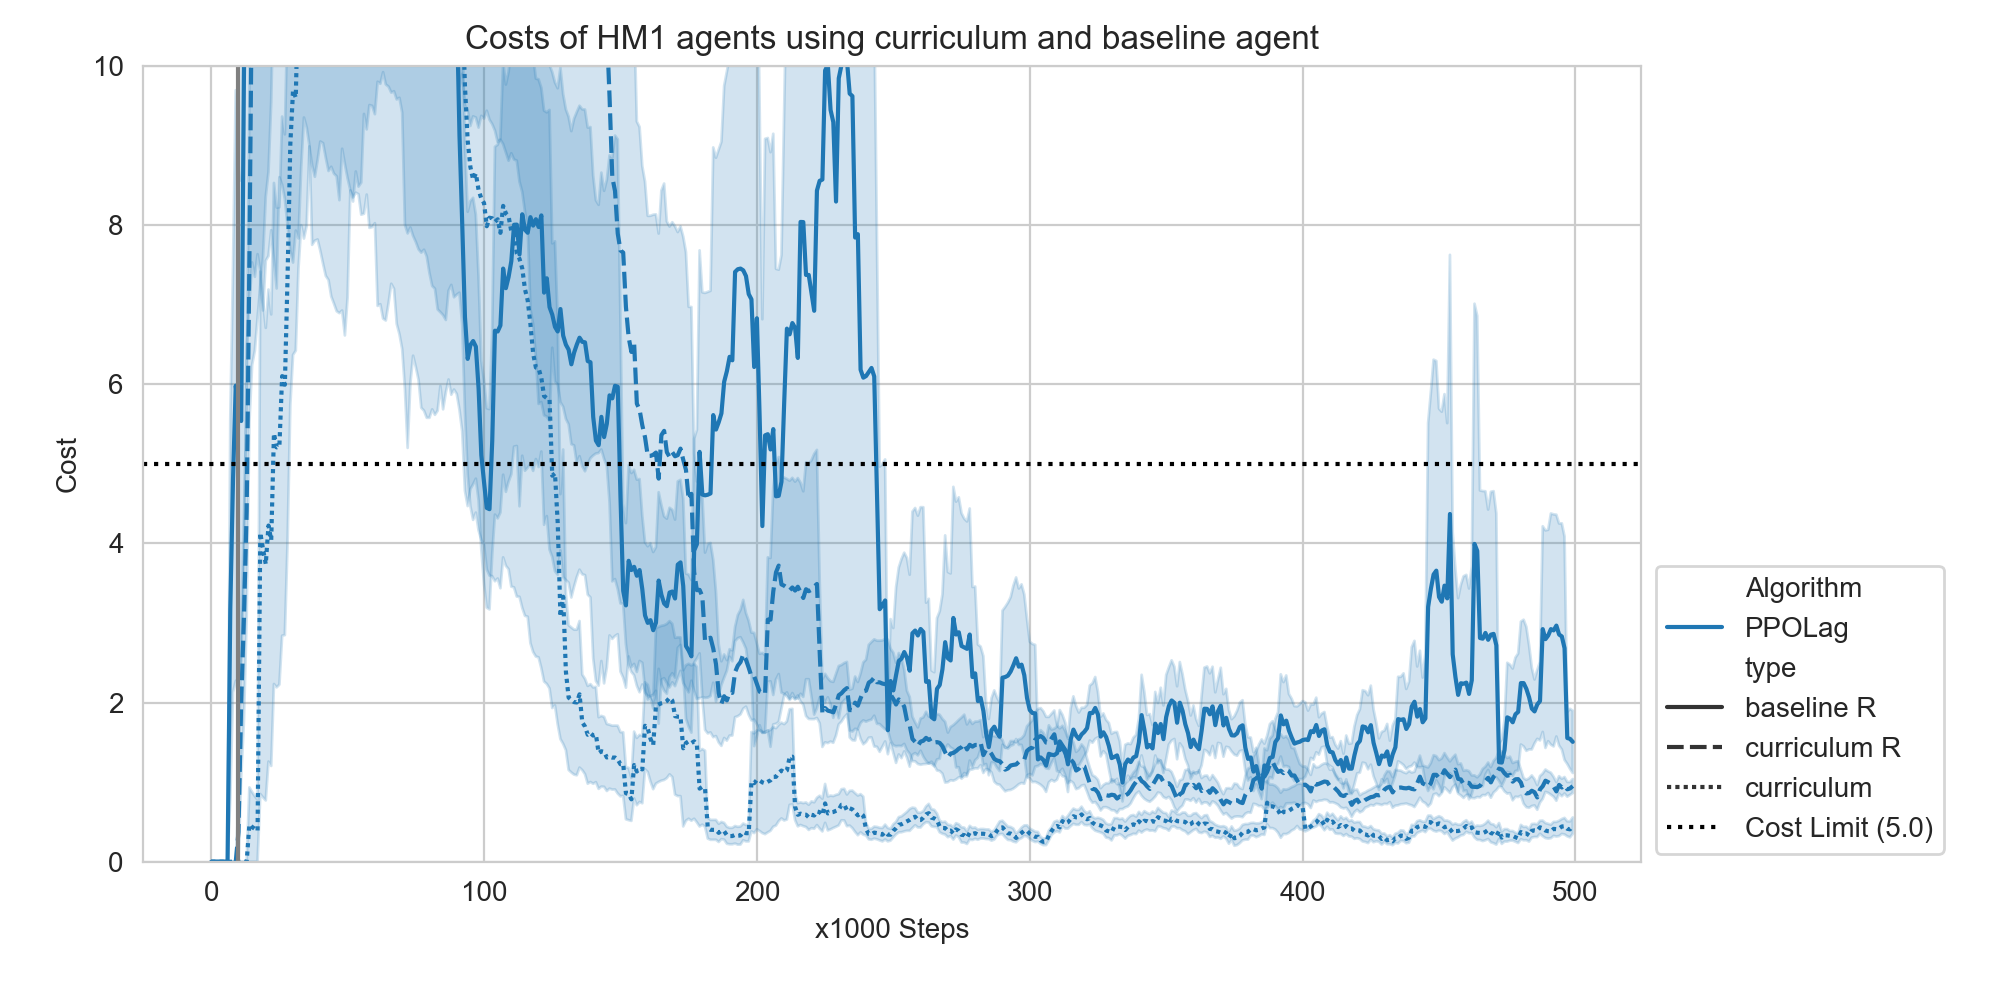 Costs of HM1 agents using curriculum and baseline agent
10
8
6
4
2
0
Cost
0 100 200 300 400 500
x1000 Steps
Algorithm
PPOLag
type
baseline R
curriculum R
curriculum
Cost Limit (5.0)